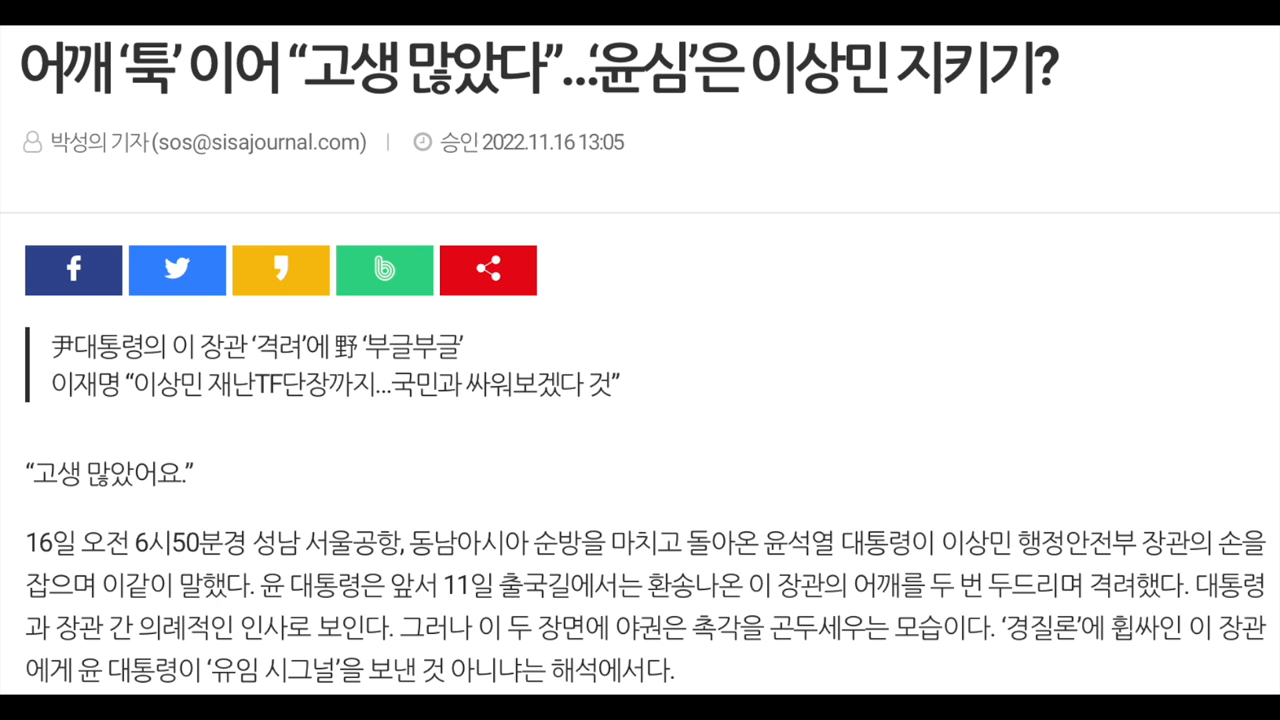 어깨 ‘툭’ 이어 “고생 많았다”…‘윤심’은 이상민 지키기?
박성의 기자 (sos@sisajournal.com) | 승인 2022.11.16 13:05
尹대통령의 이 장관 ‘격려’에 野 ‘부글부글’
이재명 “이상민 재난TF단장까지…국민과 싸워보겠다 것”
“고생 많았어요.”
16일 오전 6시50분경 성남 서울공항, 동남아시아 순방을 마치고 돌아온 윤석열 대통령이 이상민 행정안전부 장관의 손을
잡으며 이같이 말했다. 윤 대통령은 앞서 11일 출국길에서는 환송나온 이 장관의 어깨를 두 번 두드리며 격려했다. 대통령
과 장관 간 의례적인 인사로 보인다. 그러나 이 두 장면에 야권은 촉각을 곤두세우는 모습이다. ‘경질론’에 휩싸인 이 장관
에게 윤 대통령이 ‘유임 시그널’을 보낸 것 아니냐는 해석에서다.